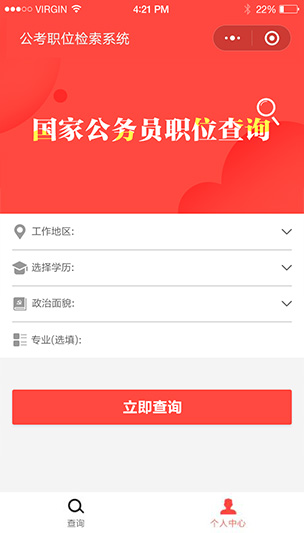 VIRGIN
4:21 PM
22%
公考职位检索系统
国家公务员职位查询
工作地区:
选择学历:
政治面貌:
专业(选填):
立即查询
查询
个人中心